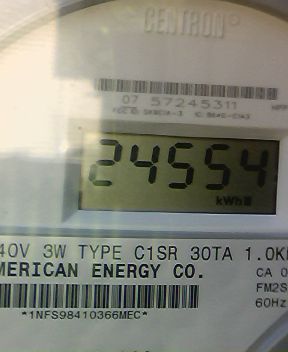 CENTRON®
07 57245311
24554
kWh
40V 3W TYPE C1SR 30TA 1.0K
MERICAN ENERGY CO.
CA 0
FM2S
60Hz
*1NFS98410366MEC*